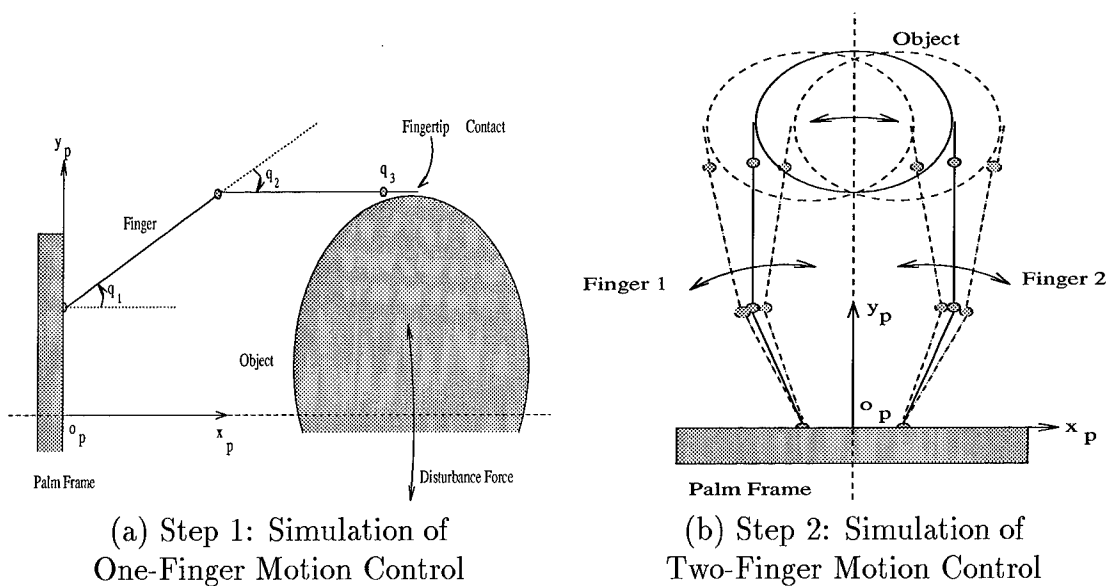 y p
Finger
q 1
q 2
q 3
Fingertip Contact
Object
o p
x p
Palm Frame
Disturbance Force
(a) Step 1: Simulation of
One-Finger Motion Control
Object
Finger 1
Finger 2
y p
o p
x p
Palm Frame
(b) Step 2: Simulation of
Two-Finger Motion Control